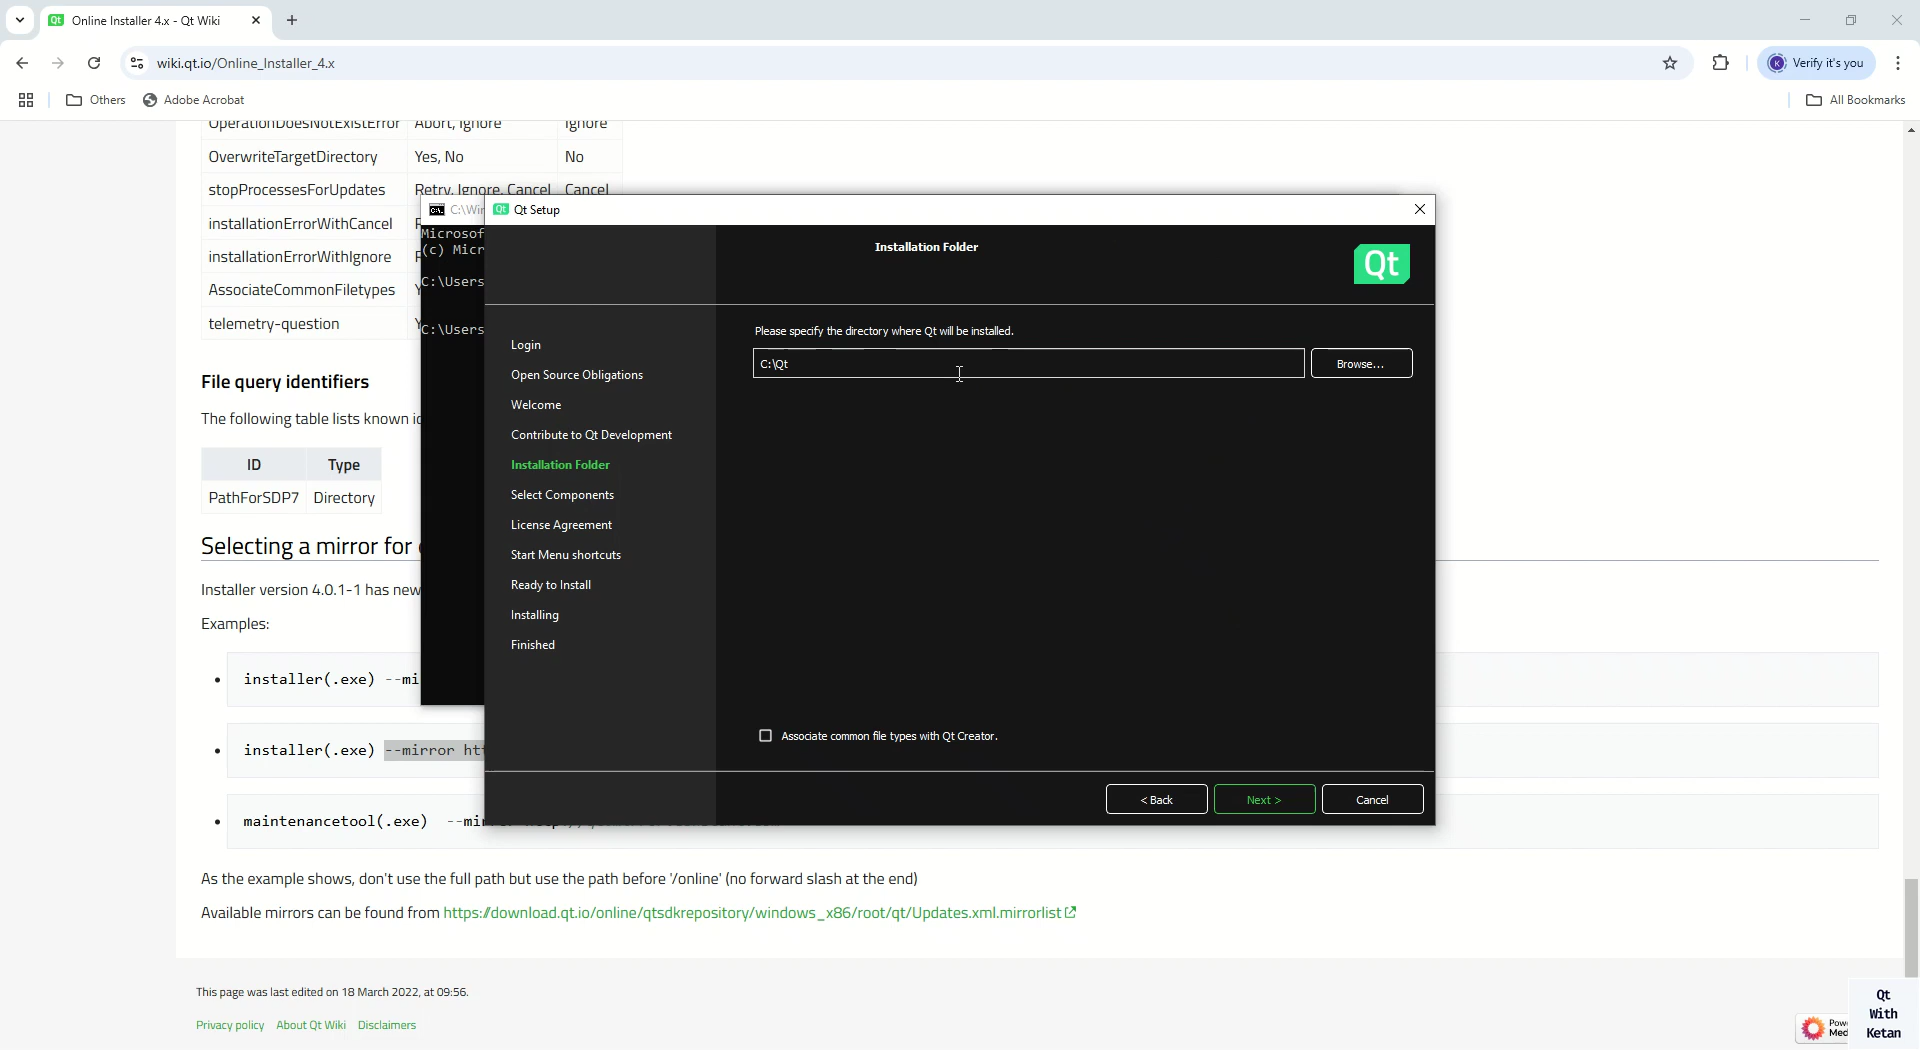 Online Installer 4.x - Qt Wiki
wiki.qt.io/Online_Installer_4.x
Verify it's you
Others
Adobe Acrobat
All Bookmarks
OperationDoesNotExistError Abort, Ignore Ignore
OverwriteTargetDirectory Yes, No No
stopProcessesForUpdates Retry, Ignore, Cancel Cancel
installationErrorWithCancel
installationErrorWithIgnore
AssociateCommonFiletypes
telemetry-question
File query identifiers
The following table lists known
ID Type
PathForSDP7 Directory
Selecting a mirror for
Installer version 4.0.1-1 has new
Examples:
installer(.exe) --mi
installer(.exe) --mirror htt
maintenancetool(.exe)
As the example shows, don't use the full path but use the path before '/online' (no forward slash at the end)
Available mirrors can be found from https://download.qt.io/online/qtsdkrepository/windows_x86/root/qt/Updates.xml.mirrorlist
This page was last edited on 18 March 2022, at 09:56.
Privacy policy About Qt Wiki Disclaimers
C:\Wi
Microsof
(c) Micr
C:\Users
C:\Users
Qt Setup
Installation Folder
Qt
Login
Open Source Obligations
Welcome
Contribute to Qt Development
Installation Folder
Select Components
License Agreement
Start Menu shortcuts
Ready to Install
Installing
Finished
Please specify the directory where Qt will be installed.
C:\Qt
Browse...
Associate common file types with Qt Creator.
< Back
Next >
Cancel
Qt
With
Ketan